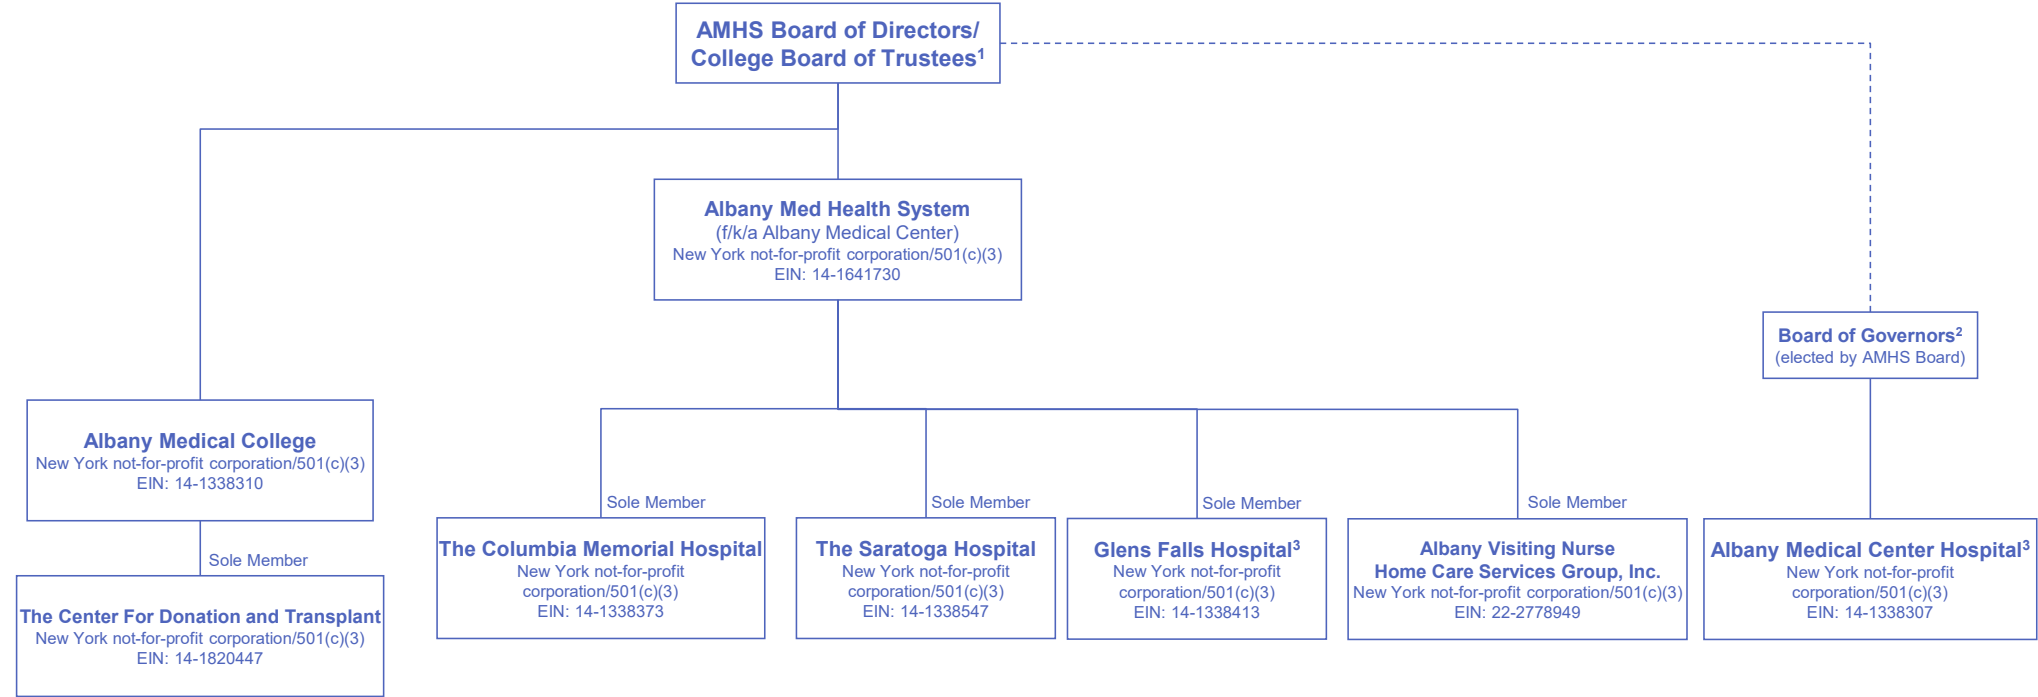 AMHS Board of Directors/
College Board of Trustees¹
Albany Med Health System
(f/k/a Albany Medical Center)
New York not-for-profit corporation/501(c)(3)
EIN: 14-1641730
Board of Governors²
(elected by AMHS Board)
Albany Medical College
New York not-for-profit corporation/501(c)(3)
EIN: 14-1338310
Sole Member
The Center For Donation and Transplant
New York not-for-profit corporation/501(c)(3)
EIN: 14-1820447
Sole Member
The Columbia Memorial Hospital
New York not-for-profit
corporation/501(c)(3)
EIN: 14-1338373
Sole Member
The Saratoga Hospital
New York not-for-profit
corporation/501(c)(3)
EIN: 14-1338547
Sole Member
Glens Falls Hospital³
New York not-for-profit
corporation/501(c)(3)
EIN: 14-1338413
Sole Member
Albany Visiting Nurse
Home Care Services Group, Inc.
New York not-for-profit corporation/501(c)(3)
EIN: 22-2778949
Albany Medical Center Hospital³
New York not-for-profit
corporation/501(c)(3)
EIN: 14-1338307